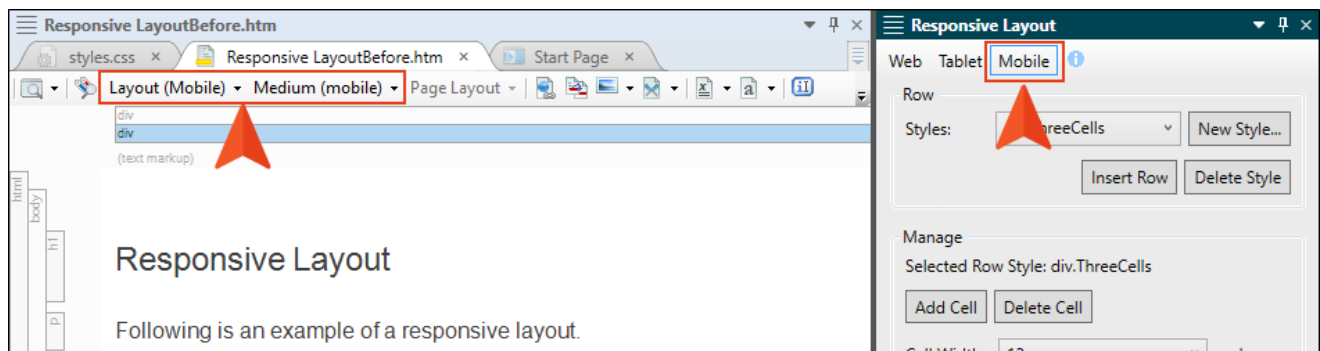 Responsive LayoutBefore.htm
styles.css
Responsive LayoutBefore.htm
Start Page
Layout (Mobile)
Medium (mobile)
Page Layout
div
div
(text markup)
html
body
h1
p
Responsive Layout
Following is an example of a responsive layout.
Responsive Layout
Web Tablet Mobile
Row
Styles:
New Style...
Insert Row
Delete Style
Manage
Selected Row Style: div.ThreeCells
Add Cell
Delete Cell